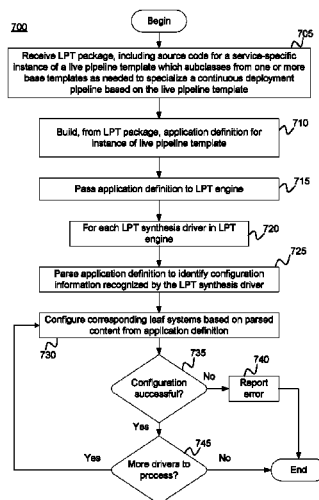 700
Begin
705
Receive LPT package, including source code for a service-specific
instance of a live pipeline template which subclasses from one or more
base templates as needed to specialize a continuous deployment
pipeline based on the live pipeline template
710
Build, from LPT package, application definition for
instance of live pipeline template
715
Pass application definition to LPT engine
For each LPT synthesis driver in LPT
engine
720
725
Parse application definition to identify configuration
information recognized by the LPT synthesis driver
Configure corresponding leaf systems based on parsed
content from application definition
730
735
740
Configuration
successful?
No
Report
error
Yes
745
Yes
More drivers to
process?
No
End